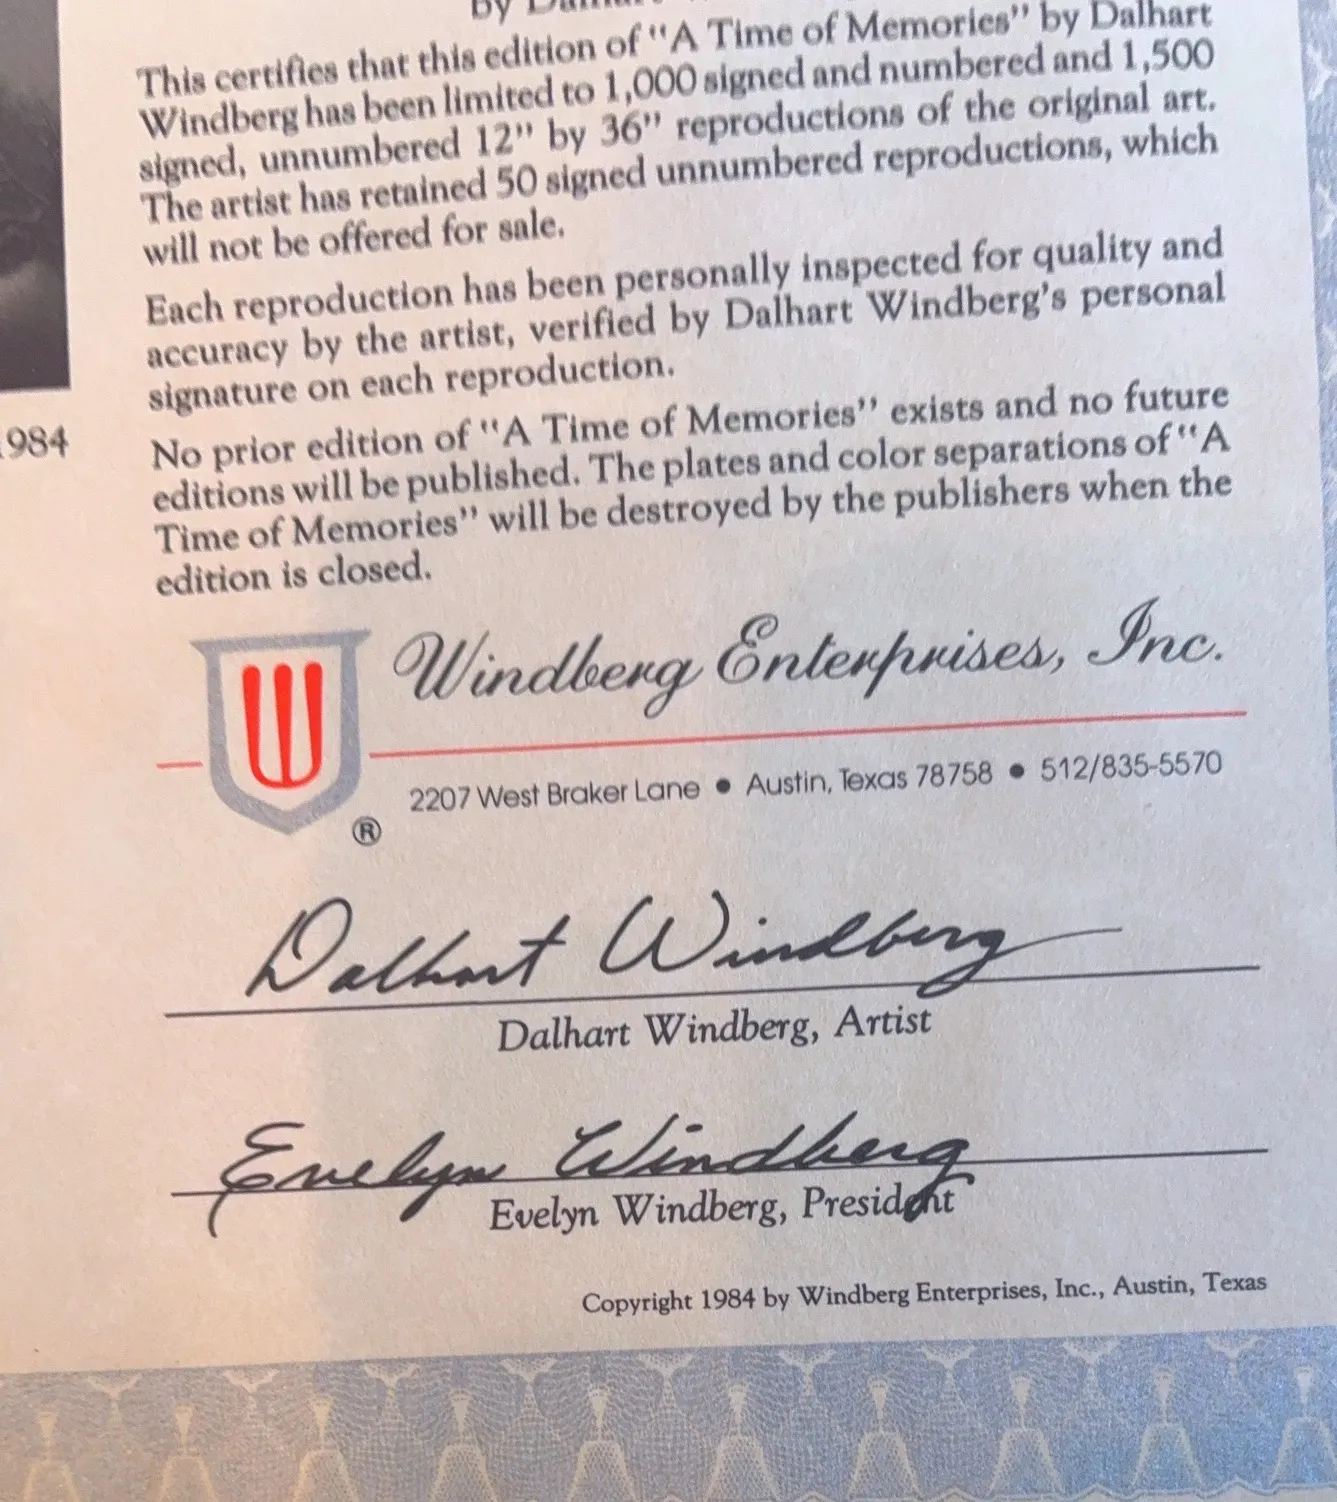 by
This certifies that this edition of "A Time of Memories" by Dalhart
Windberg has been limited to 1,000 signed and numbered and 1,500
signed, unnumbered 12" by 36" reproductions of the original art.
The artist has retained 50 signed unnumbered reproductions, which
will not be offered for sale.
Each reproduction has been personally inspected for quality and
accuracy by the artist, verified by Dalhart Windberg's personal
signature on each reproduction.
1984
No prior edition of "A Time of Memories" exists and no future
editions will be published. The plates and color separations of "A
Time of Memories" will be destroyed by the publishers when the
edition is closed.
W
Windberg Enterprises, Inc.
®
2207 West Braker Lane • Austin, Texas 78758 • 512/835-5570
Dalhart Windberg
Dalhart Windberg, Artist
Evelyn Windberg
Evelyn Windberg, President
Copyright 1984 by Windberg Enterprises, Inc., Austin, Texas